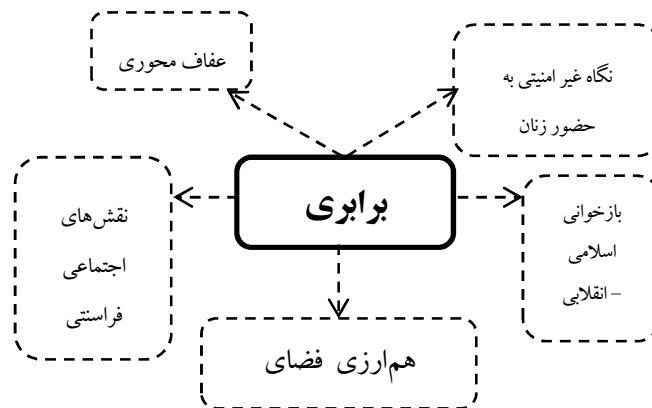 عفاف محوری
نگاه غیر امنیتی به
حضور زنان
برابری
بازخوانی
اسلامی
– انقلابی
نقش‌های
اجتماعی
فراسنتی
هم‌ارزی فضای